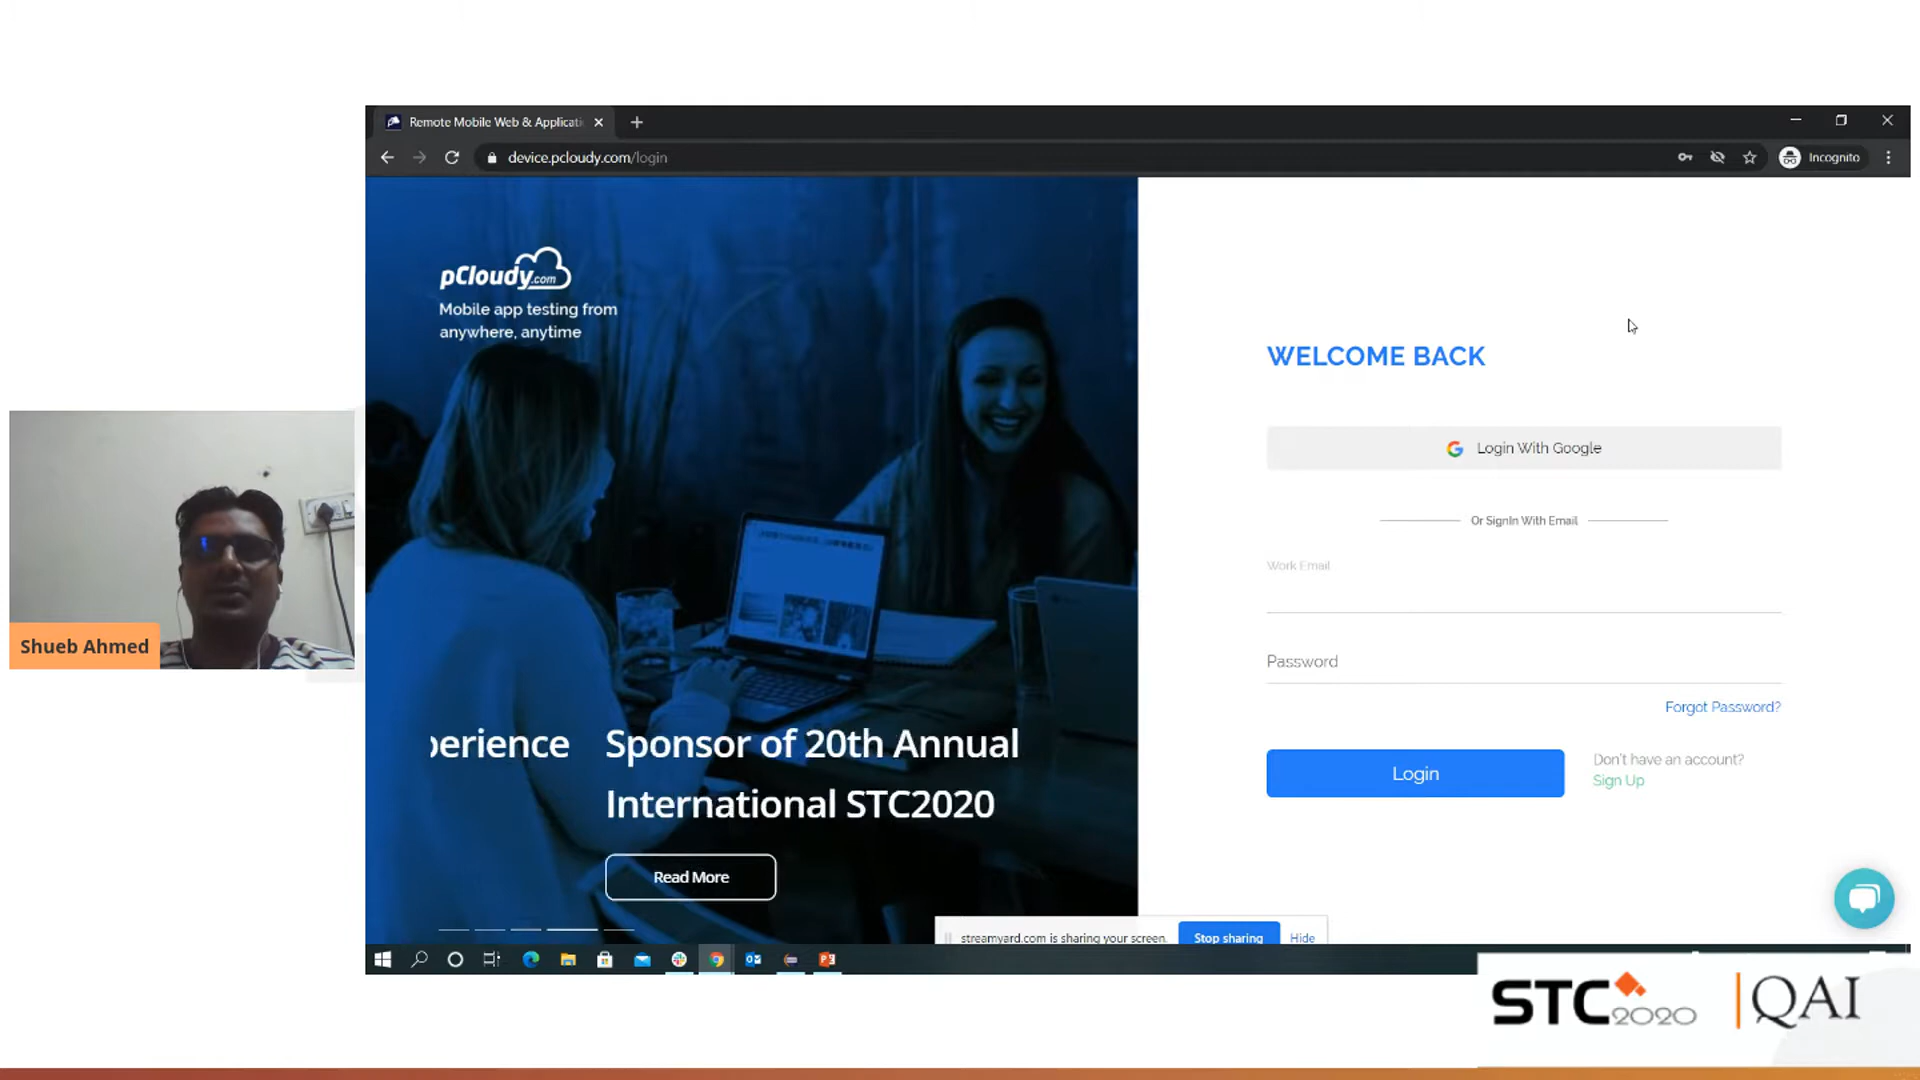 Remote Mobile Web & Applicati
device.pcloudy.com/login
Incognito
pCloudy.com
Mobile app testing from
anywhere, anytime
perience
Sponsor of 20th Annual
International STC2020
Read More
WELCOME BACK
Login With Google
Or SignIn With Email
Work Email
Password
Forgot Password?
Login
Don't have an account?
Sign Up
streamyard.com is sharing your screen.
Stop sharing
Hide
Shueb Ahmed
STC2020
QAI